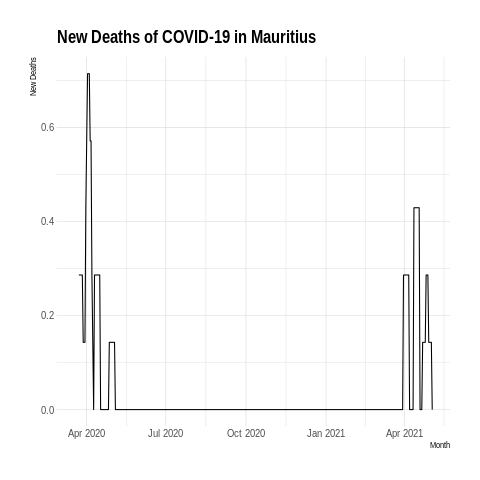 New Deaths of COVID-19 in Mauritius
New Deaths
0.6
0.4
0.2
0.0
Apr 2020 Jul 2020 Oct 2020 Jan 2021 Apr 2021
Month